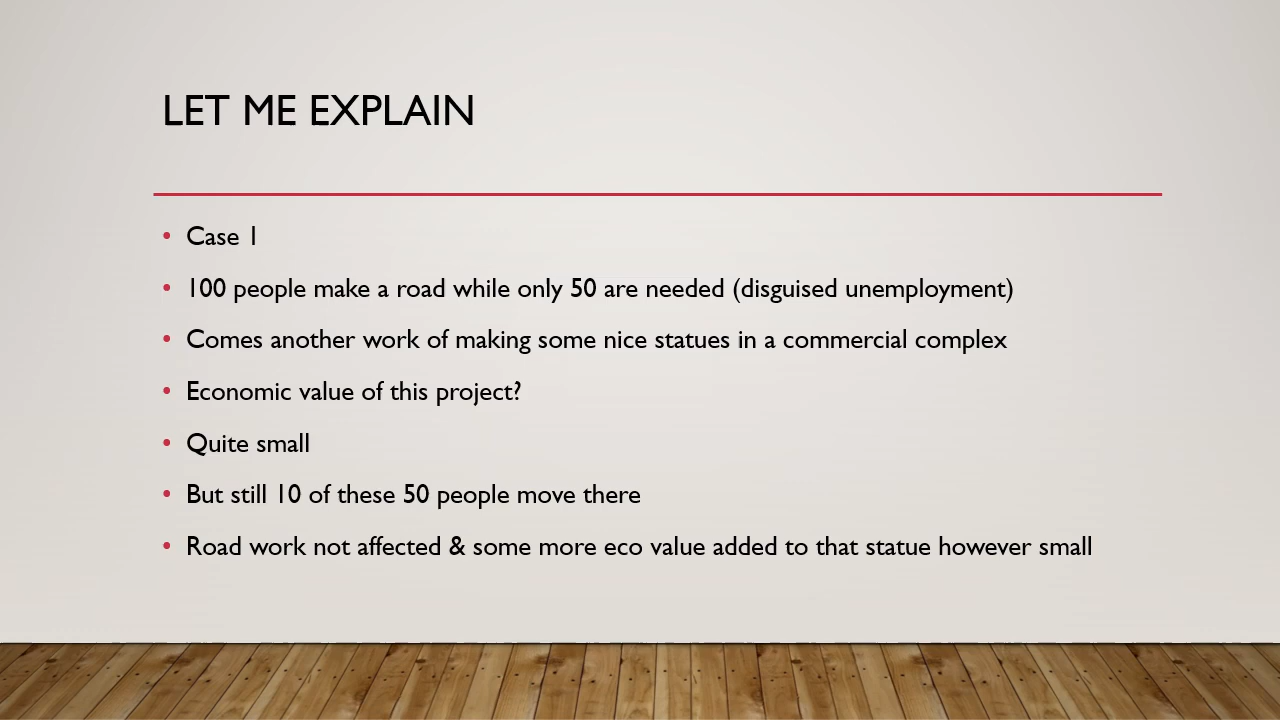 LET ME EXPLAIN
• Case 1
• 100 people make a road while only 50 are needed (disguised unemployment)
• Comes another work of making some nice statues in a commercial complex
• Economic value of this project?
• Quite small
• But still 10 of these 50 people move there
• Road work not affected & some more eco value added to that statue however small